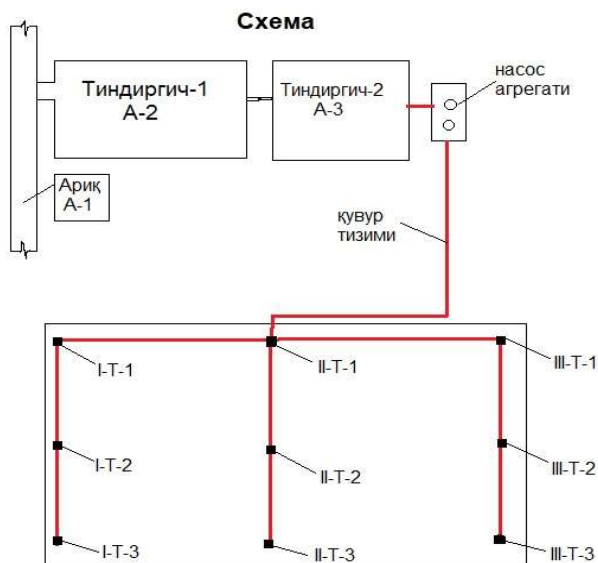 Схема
Тиндиргич-1
А-2
Тиндиргич-2
А-3
насос
агрегати
Ариқ
А-1
қувур
тизими
I-T-1
II-T-1
III-T-1
I-T-2
II-T-2
III-T-2
I-T-3
II-T-3
III-T-3